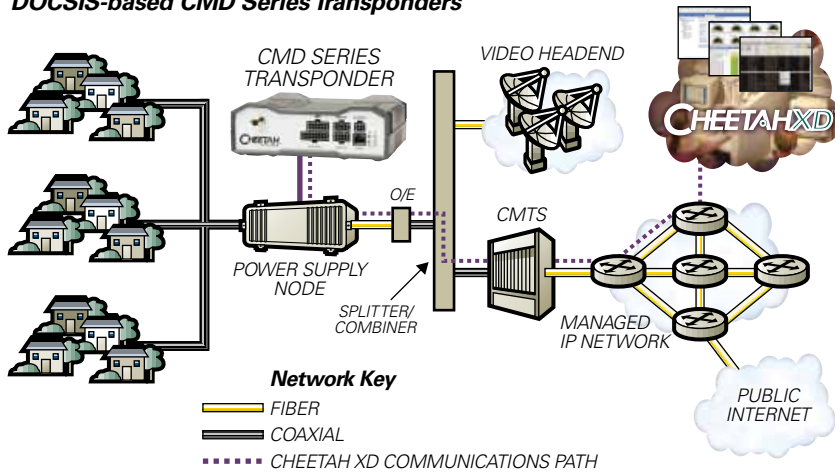 DOCSIS-based CMD Series Transponders
CMD SERIES
TRANSPONDER
VIDEO HEADEND
CHEETAH
CHEETAHXD
O/E
CMTS
POWER SUPPLY
NODE
SPLITTER/
COMBINER
MANAGED
IP NETWORK
PUBLIC
INTERNET
Network Key
FIBER
COAXIAL
CHEETAH XD COMMUNICATIONS PATH